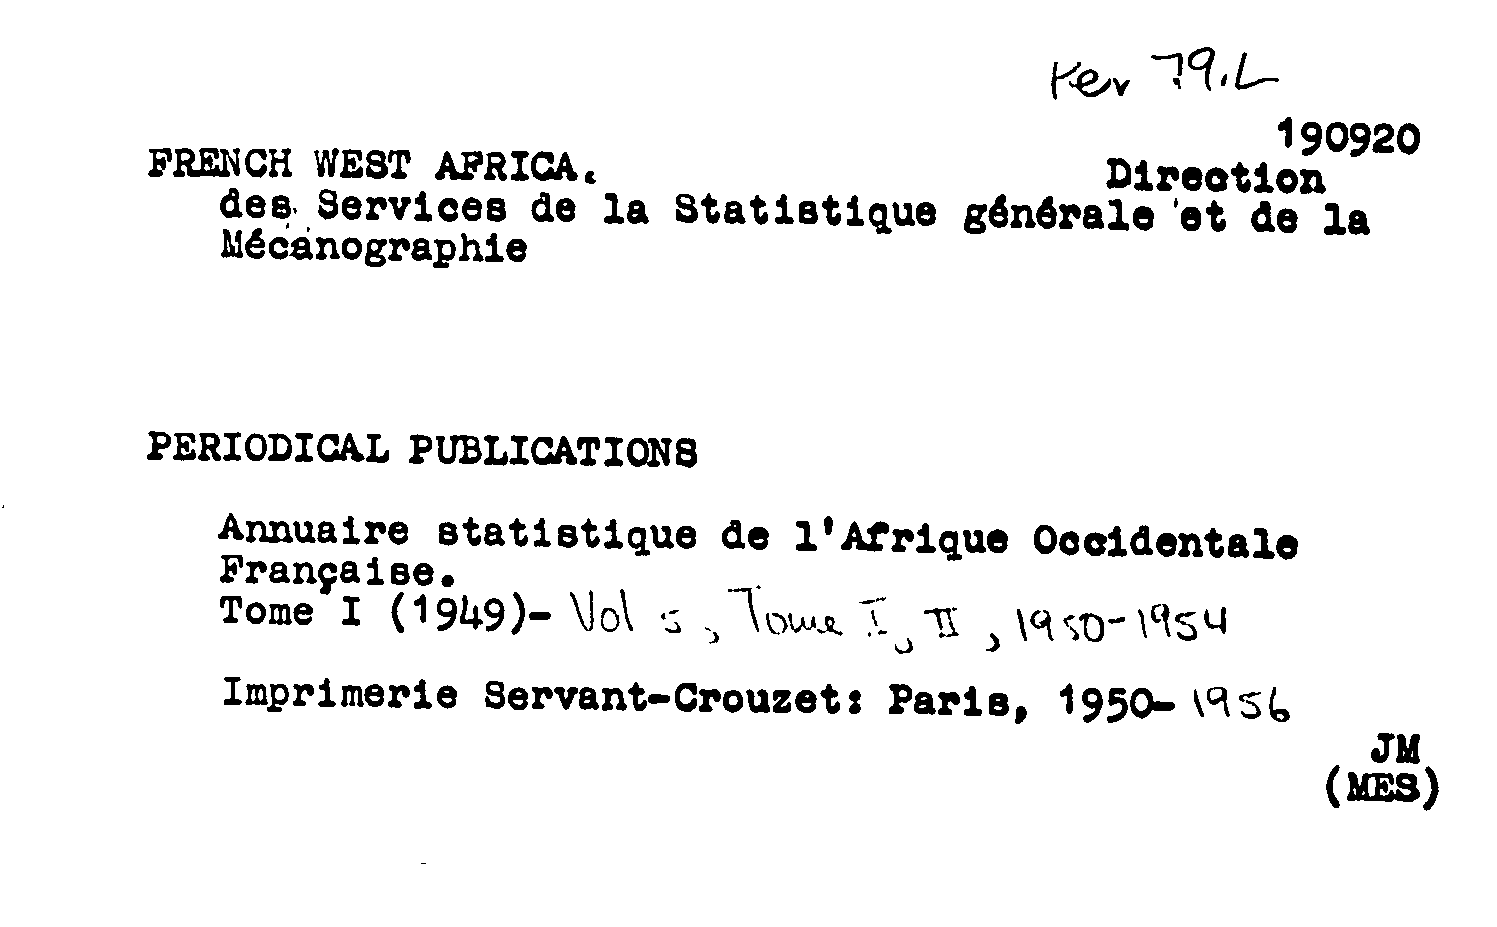 Per 79.L
190920
FRENCH WEST AFRICA. Direction
des Services de la Statistique générale et de la
Mécanographie
PERIODICAL PUBLICATIONS
Annuaire statistique de l'Afrique Occidentale
Française.
Tome I (1949)- Vol 5, Tome I, II, 1950-1954
Imprimerie Servant-Crouzet: Paris, 1950- 1956
JM
(MES)